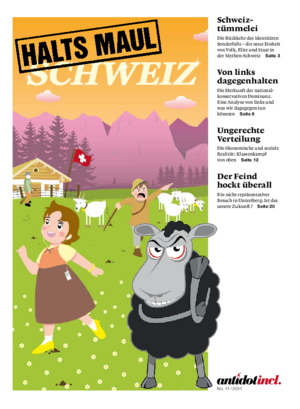 HALTS MAUL
SCHWEIZ
Schweiz-
tümmelei
Die Rückkehr des identitären
Sonderfalls – die neue Einheit
von Volk, Elite und Staat in
der Mythen-Schweiz Seite 3
Von links
dagegenhalten
Die Herkunft der national-
konservativen Dominanz.
Eine Analyse von links und
was wir dagegegen tun
können Seite 6
Ungerechte
Verteilung
Die ökonomische und soziale
Realität: Klassenkampf
von oben Seite 12
Der Feind
hockt überall
Ein nicht repräsentativer
Besuch in Unteriberg. Ist das
unsere Zukunft? Seite 20
antidotincl.